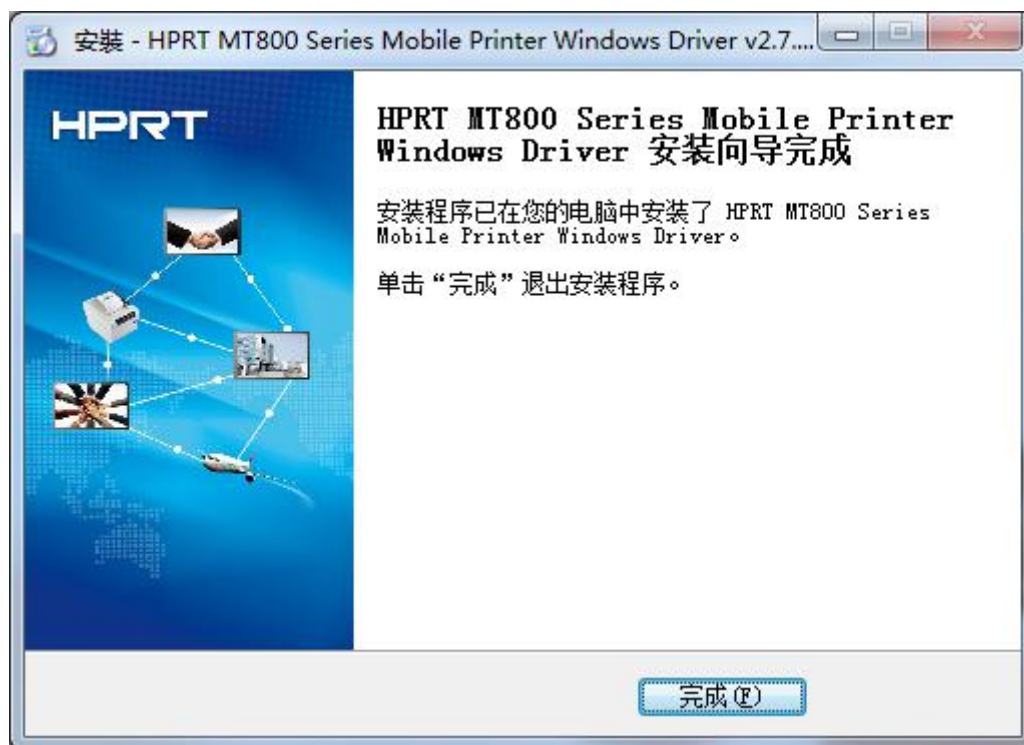 安裝 - HPRT MT800 Series Mobile Printer Windows Driver v2.7....
HPRT
HPRT MT800 Series Mobile Printer
Windows Driver 安装向导完成
安装程序已在您的电脑中安装了 HPRT MT800 Series
Mobile Printer Windows Driver。
单击“完成”退出安装程序。
完成(F)